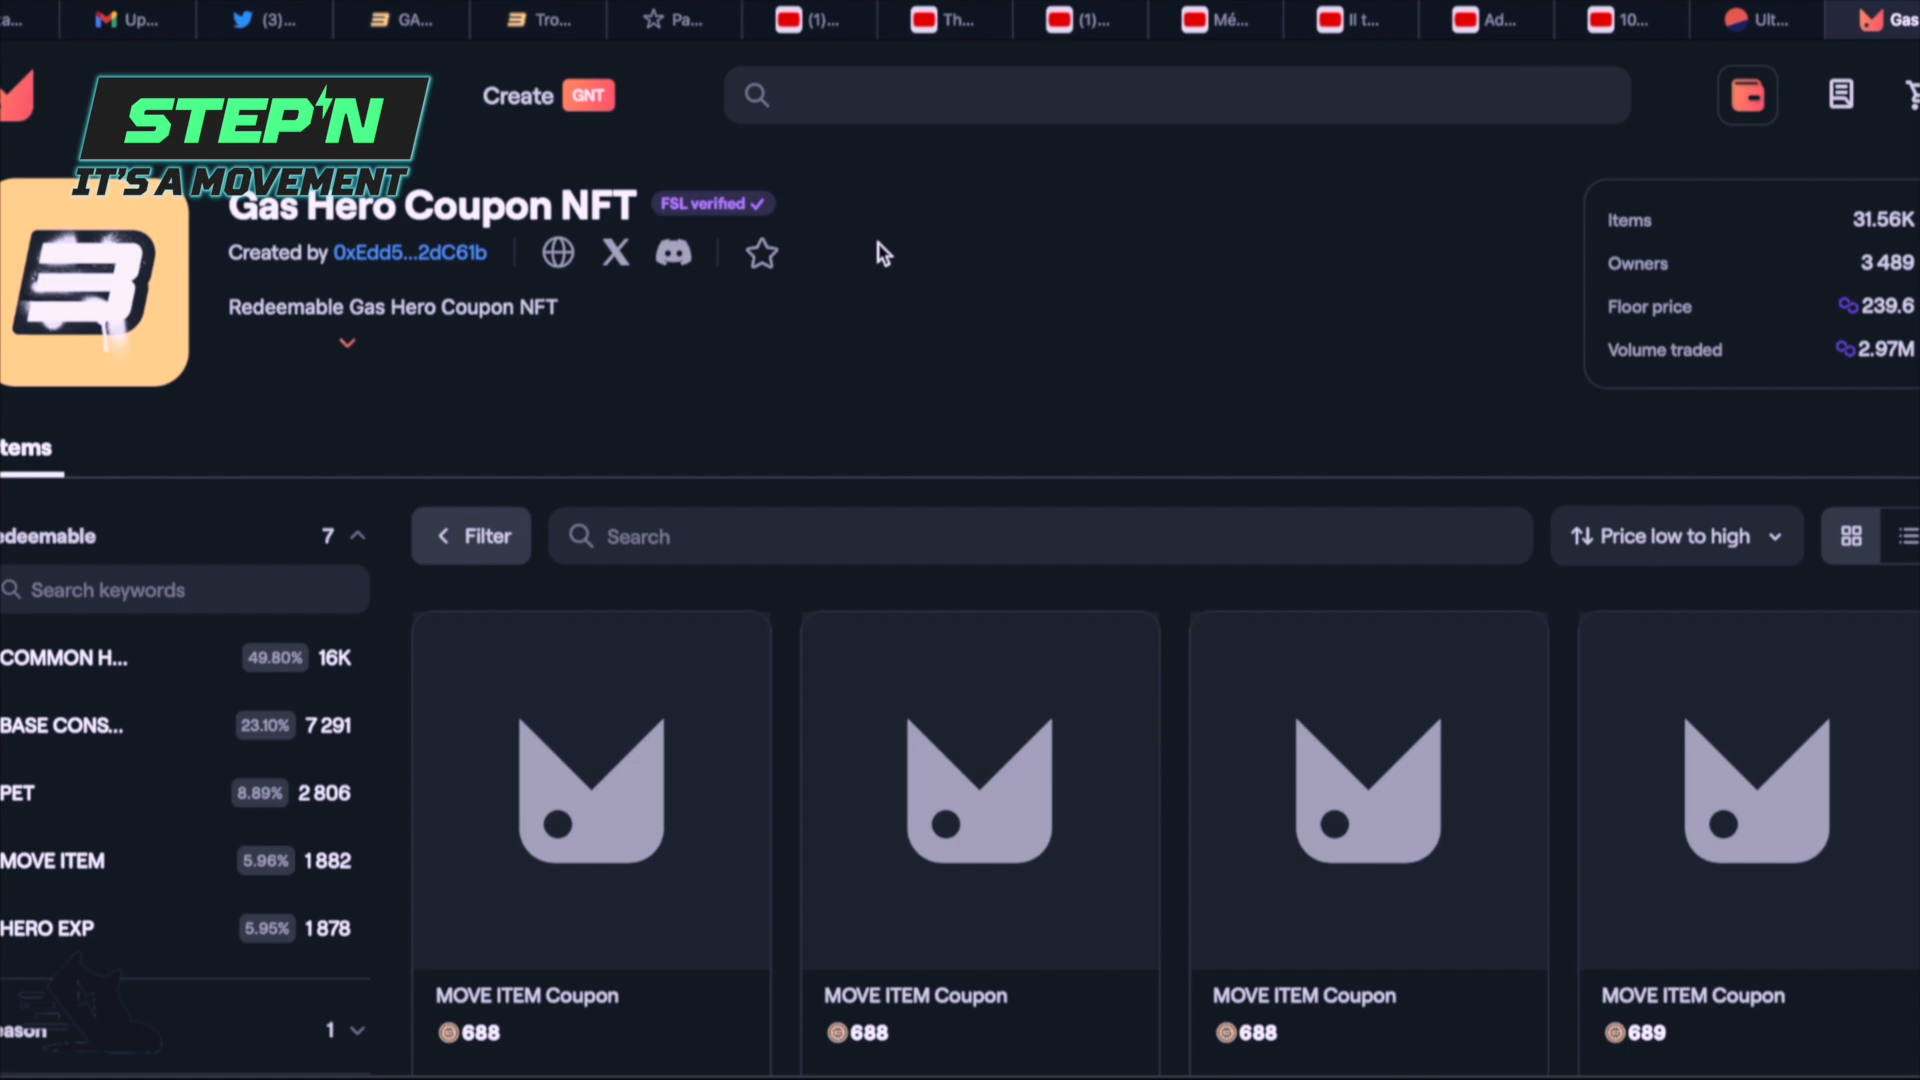 ta...
Up...
(3)...
GA...
Tro...
Pa...
(1)...
Th...
(1)...
Mé...
Il t...
Ad...
10...
Ult...
Gas
STEP'N
IT'S A MOVEMENT
Create GNT
Gas Hero Coupon NFT FSL verified
Created by 0xEdd5...2dC61b
Redeemable Gas Hero Coupon NFT
Items 31.56K
Owners 3 489
Floor price 239.6
Volume traded 2.97M
tems
edeemable 7
Filter
Search
Price low to high
Search keywords
COMMON H... 49.80% 16K
BASE CONS... 23.10% 7 291
PET 8.89% 2 806
MOVE ITEM 5.96% 1 882
HERO EXP 5.95% 1 878
eason 1
MOVE ITEM Coupon
688
MOVE ITEM Coupon
688
MOVE ITEM Coupon
688
MOVE ITEM Coupon
689